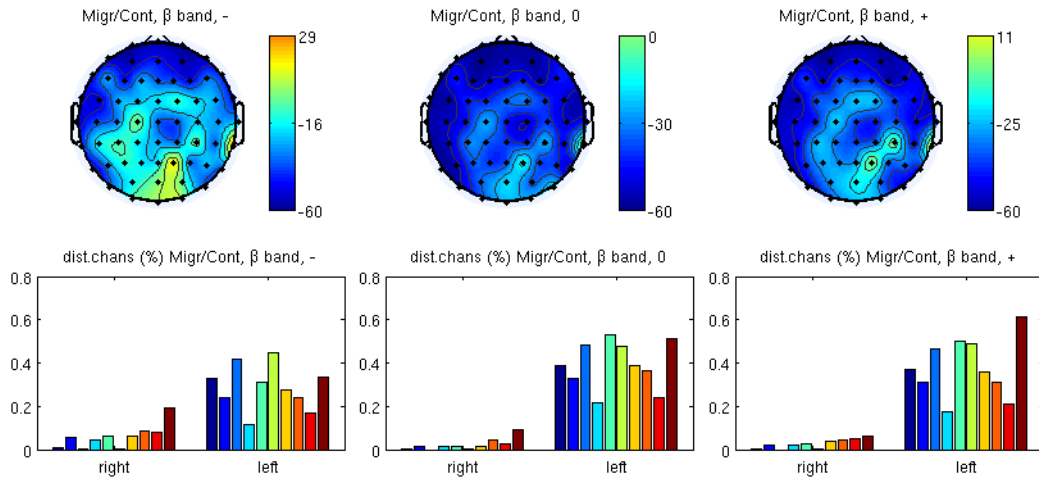 Migr/Cont, β band, -
Migr/Cont, β band, 0
Migr/Cont, β band, +
29
-16
-60
0
-30
-60
11
-25
-60
dist.chans (%) Migr/Cont, β band, -
dist.chans (%) Migr/Cont, β band, 0
dist.chans (%) Migr/Cont, β band, +
0.8
0.6
0.4
0.2
0
right left
0.8
0.6
0.4
0.2
0
right left
0.8
0.6
0.4
0.2
0
right left